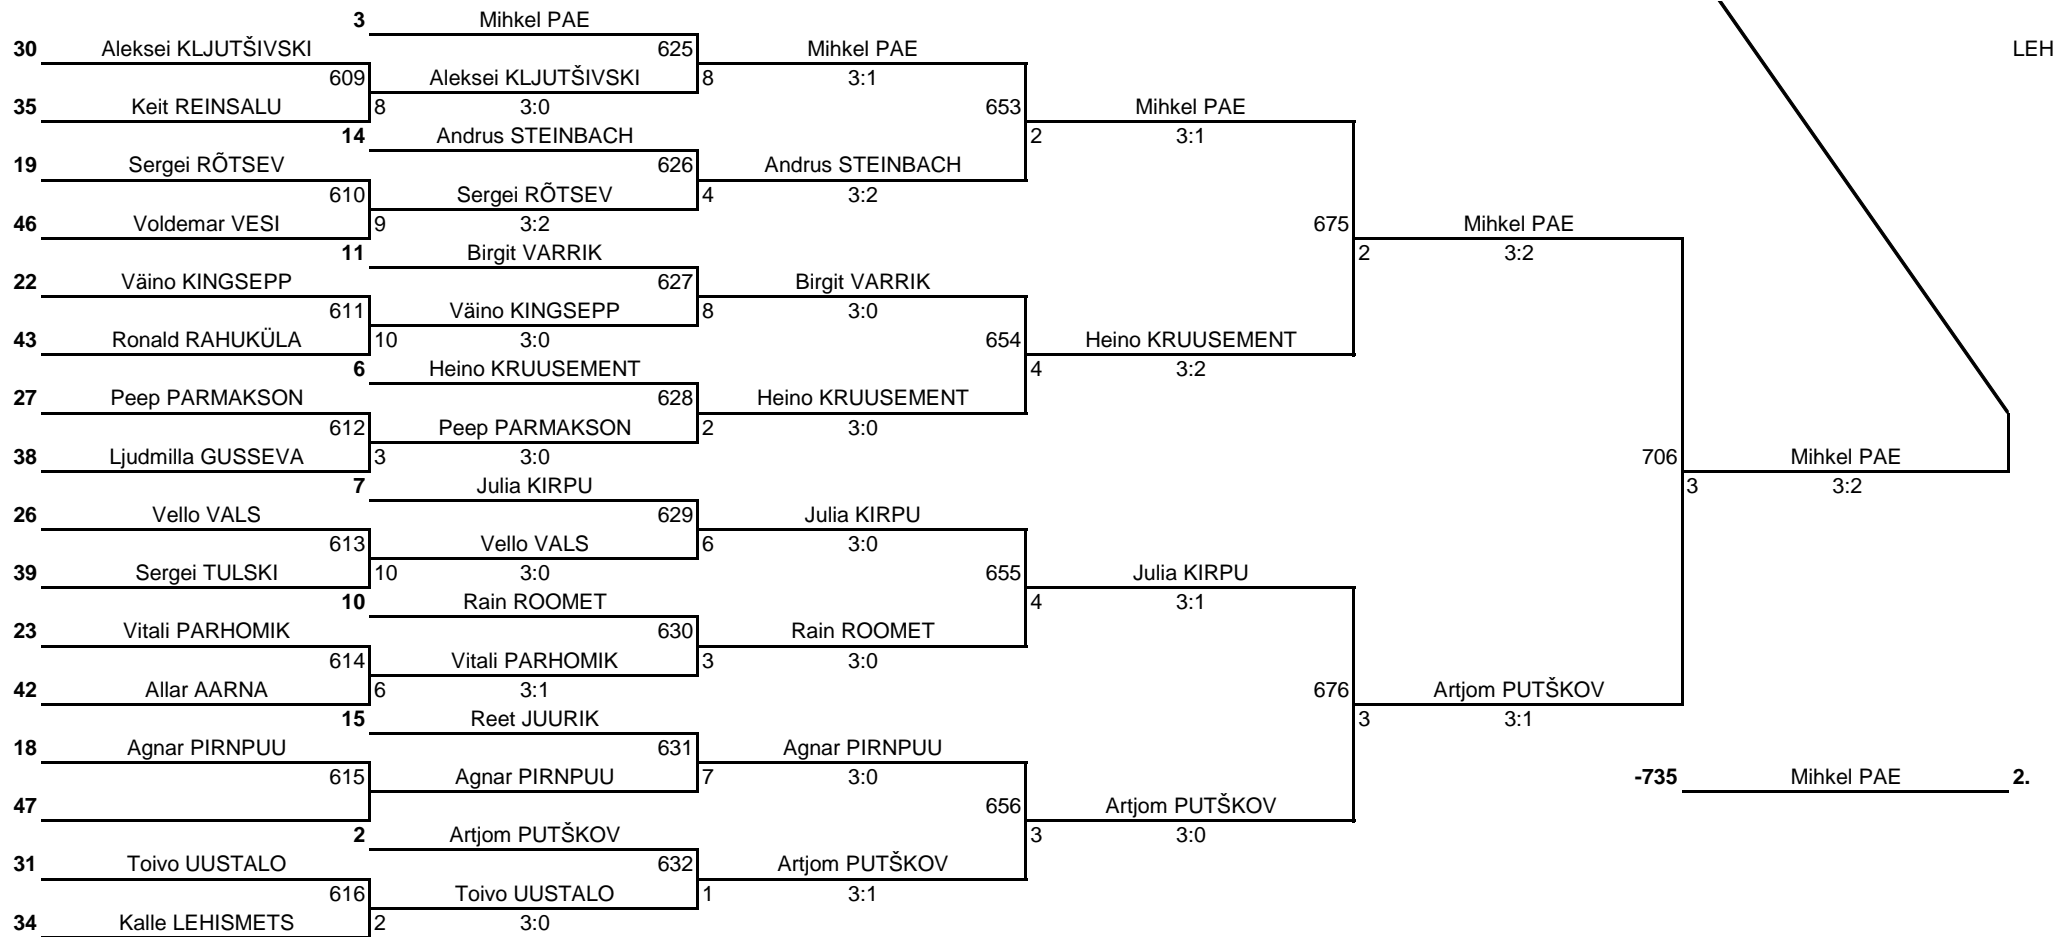 3 Mihkel PAE
30 Aleksei KLJUTŠIVSKI 625 Mihkel PAE LEH
609 Aleksei KLJUTŠIVSKI 8 3:1
35 Keit REINSALU 8 3:0 653 Mihkel PAE
14 Andrus STEINBACH 2 3:1
19 Sergei RÕTSEV 626 Andrus STEINBACH
610 Sergei RÕTSEV 4 3:2
46 Voldemar VESI 9 3:2 675 Mihkel PAE
11 Birgit VARRIK 2 3:2
22 Väino KINGSEPP 627 Birgit VARRIK
611 Väino KINGSEPP 8 3:0
43 Ronald RAHUKÜLA 10 3:0 654 Heino KRUUSEMENT
6 Heino KRUUSEMENT 4 3:2
27 Peep PARMAKSON 628 Heino KRUUSEMENT
612 Peep PARMAKSON 2 3:0
38 Ljudmilla GUSSEVA 3 3:0 706 Mihkel PAE
7 Julia KIRPU 3 3:2
26 Vello VALS 629 Julia KIRPU
613 Vello VALS 6 3:0
39 Sergei TULSKI 10 3:0 655 Julia KIRPU
10 Rain ROOMET 4 3:1
23 Vitali PARHOMIK 630 Rain ROOMET
614 Vitali PARHOMIK 3 3:0
42 Allar AARNA 6 3:1 676 Artjom PUTŠKOV
15 Reet JUURIK 3 3:1
18 Agnar PIRNPUU 631 Agnar PIRNPUU
615 Agnar PIRNPUU 7 3:0 -735 Mihkel PAE 2.
47 656 Artjom PUTŠKOV
2 Artjom PUTŠKOV 3 3:0
31 Toivo UUSTALO 632 Artjom PUTŠKOV
616 Toivo UUSTALO 1 3:1
34 Kalle LEHISMETS 2 3:0